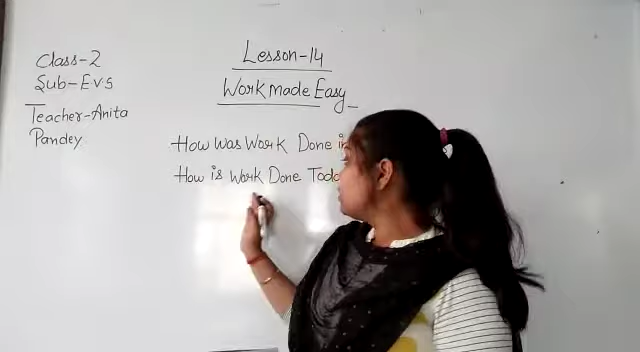 Class-2
Sub-E.V.S
Teacher-Anita
Pandey
Lesson-14
Work made Easy
How was Work Done in
How is Work Done